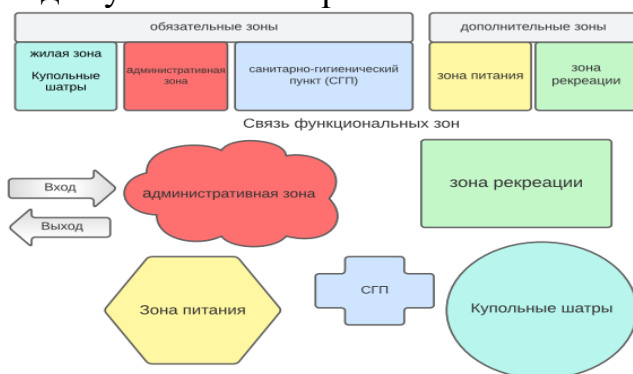 обязательные зоны
дополнительные зоны
жилая зона
Купольные
шатры
административная
зона
санитарно-гигиенический
пункт (СГП)
зона питания
зона
рекреации
Связь функциональных зон
Вход
Выход
административная зона
зона рекреации
Зона питания
СГП
Купольные шатры